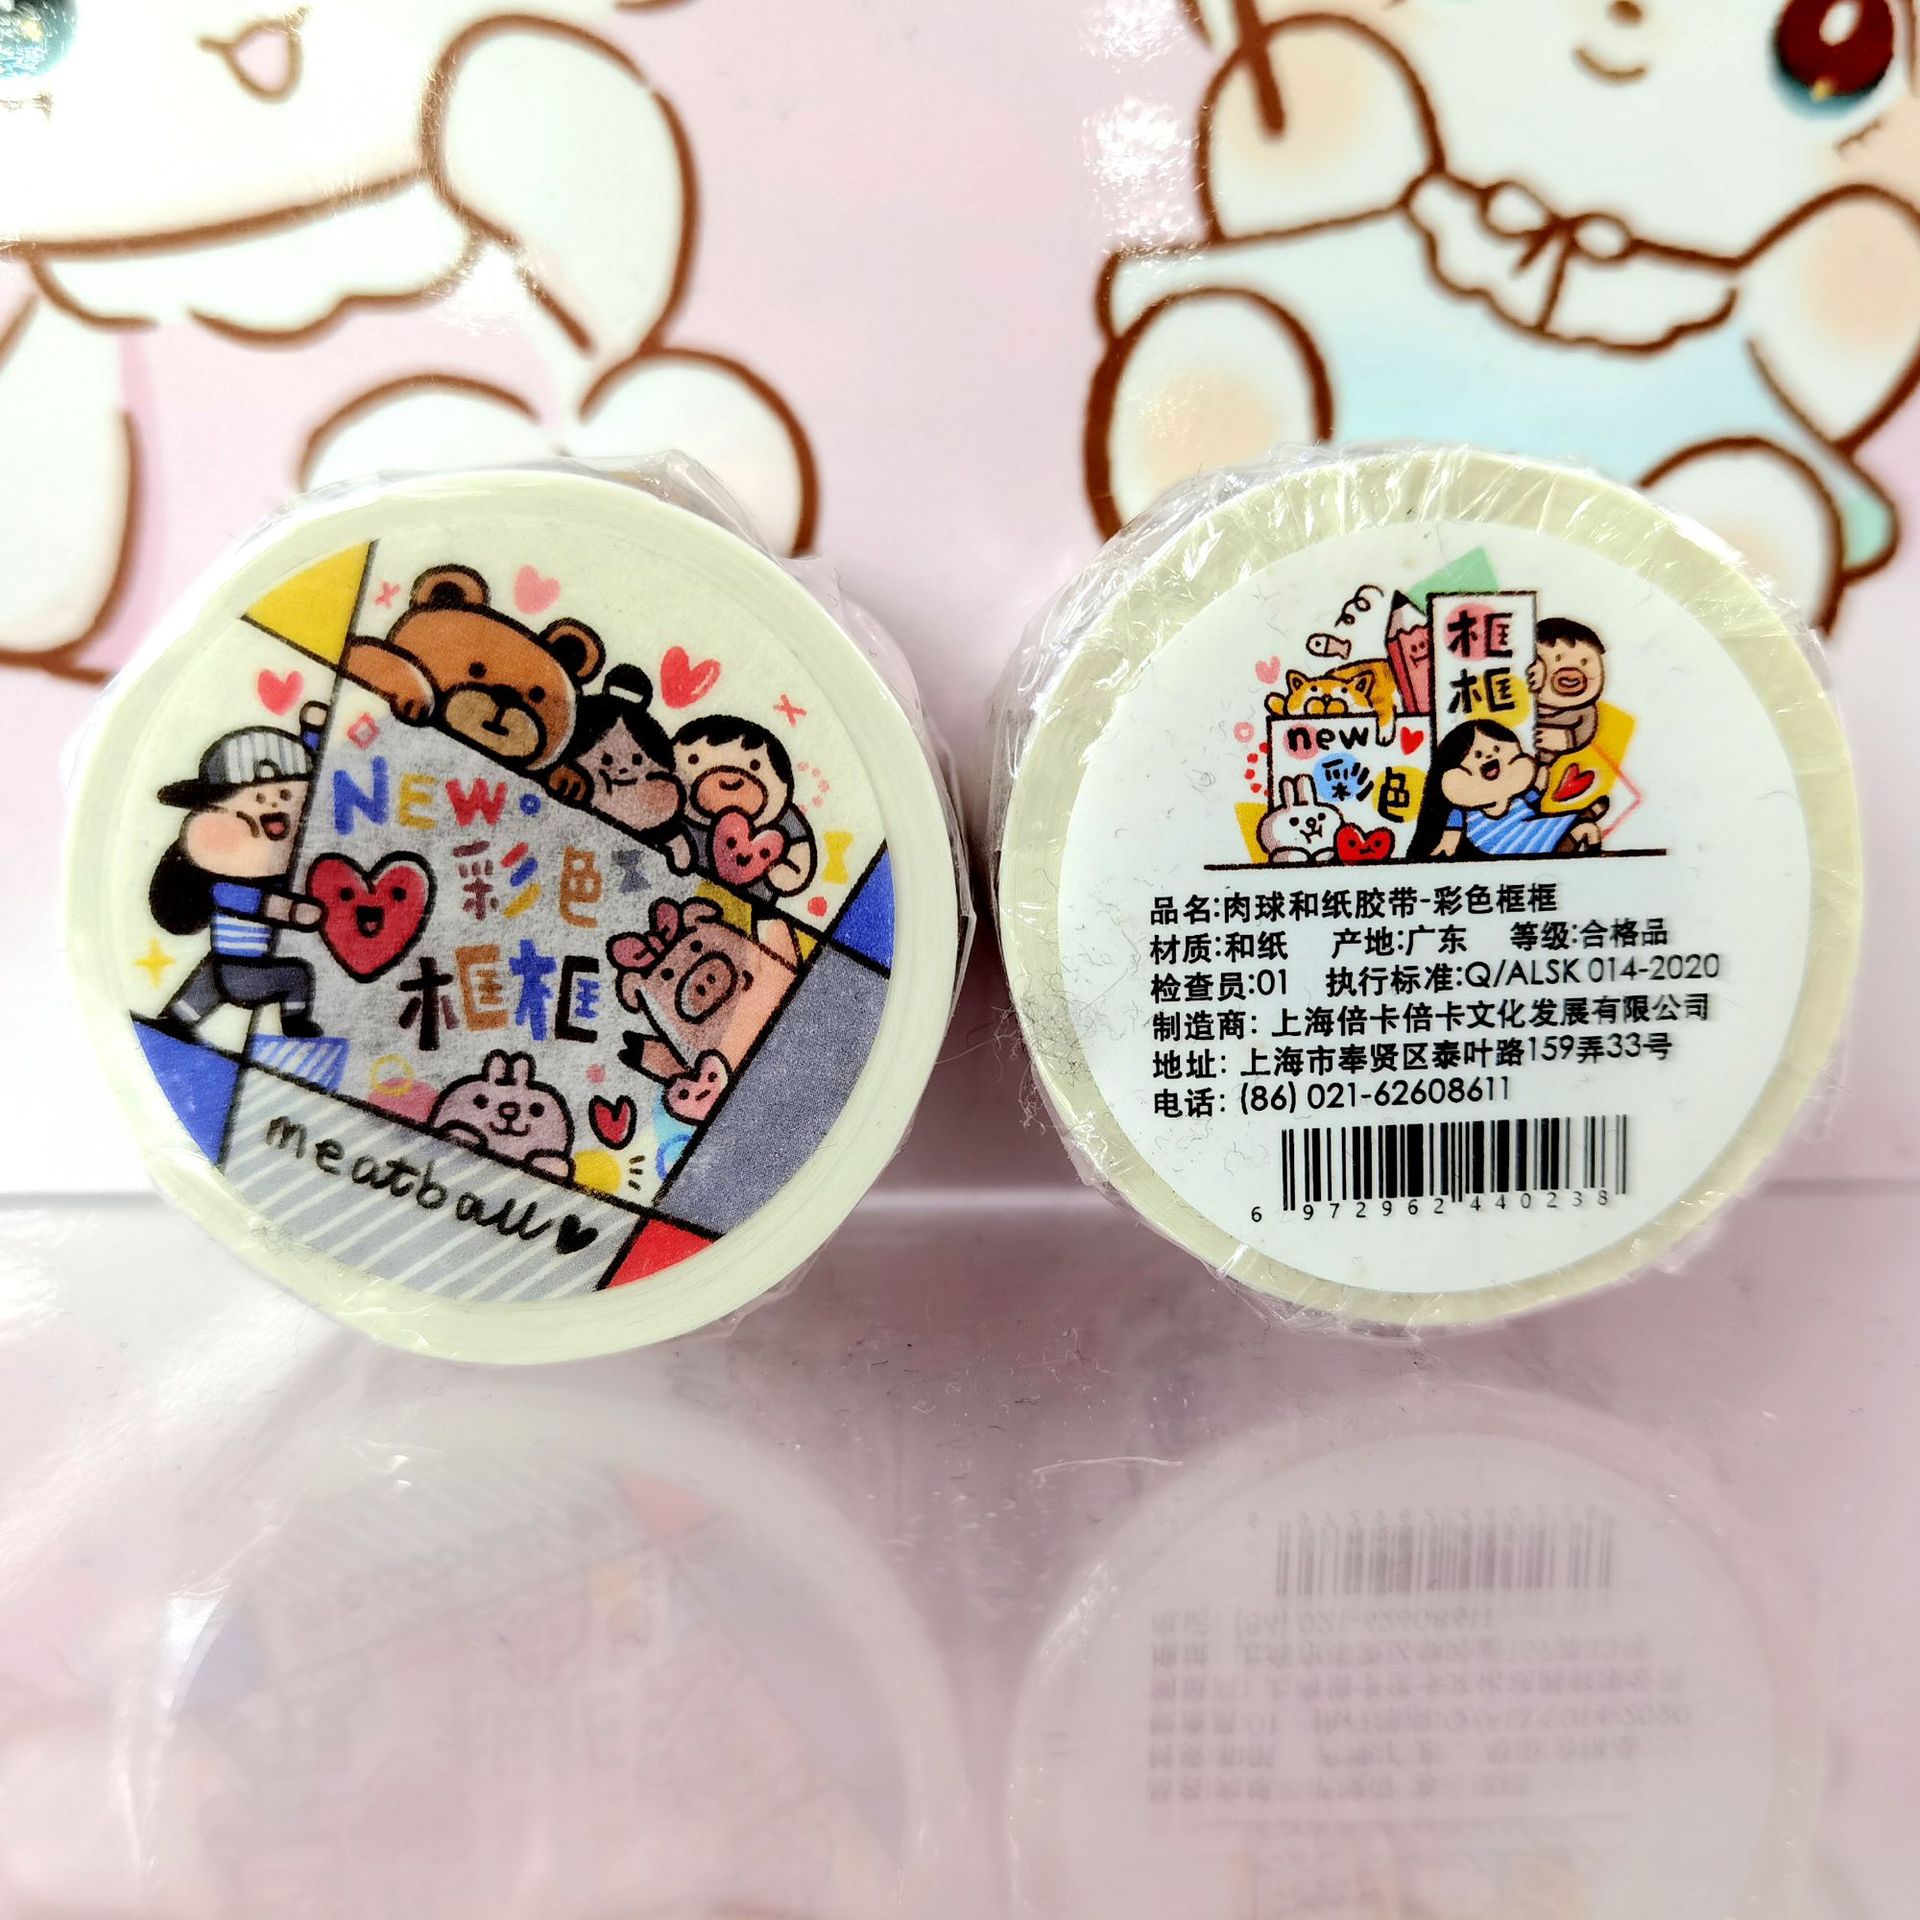 NEW
彩色
框框
meatball
框
框
new
彩色
品名:肉球和纸胶带-彩色框框
材质:和纸 产地:广东 等级:合格品
检查员:01 执行标准:Q/ALSK 014-2020
制造商: 上海倍卡倍卡文化发展有限公司
地址: 上海市奉贤区泰叶路159弄33号
电话: (86) 021-62608611
6 972962 440238